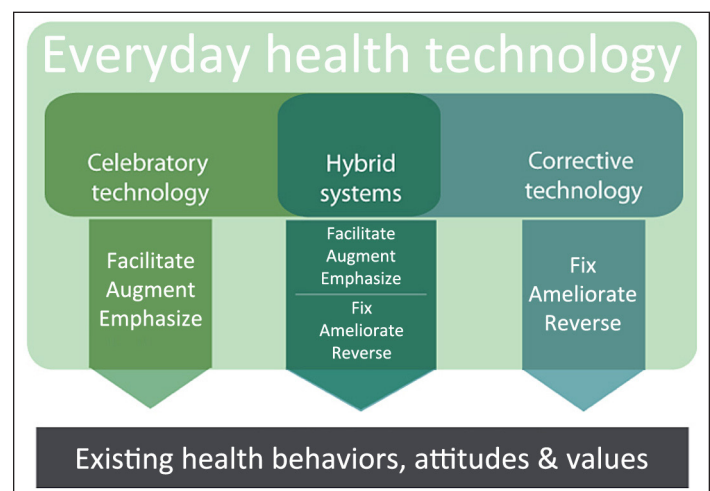 Everyday health technology
Celebratory
technology
Hybrid
systems
Corrective
technology
Facilitate
Augment
Emphasize
Facilitate
Augment
Emphasize
Fix
Ameliorate
Reverse
Fix
Ameliorate
Reverse
Existing health behaviors, attitudes & values